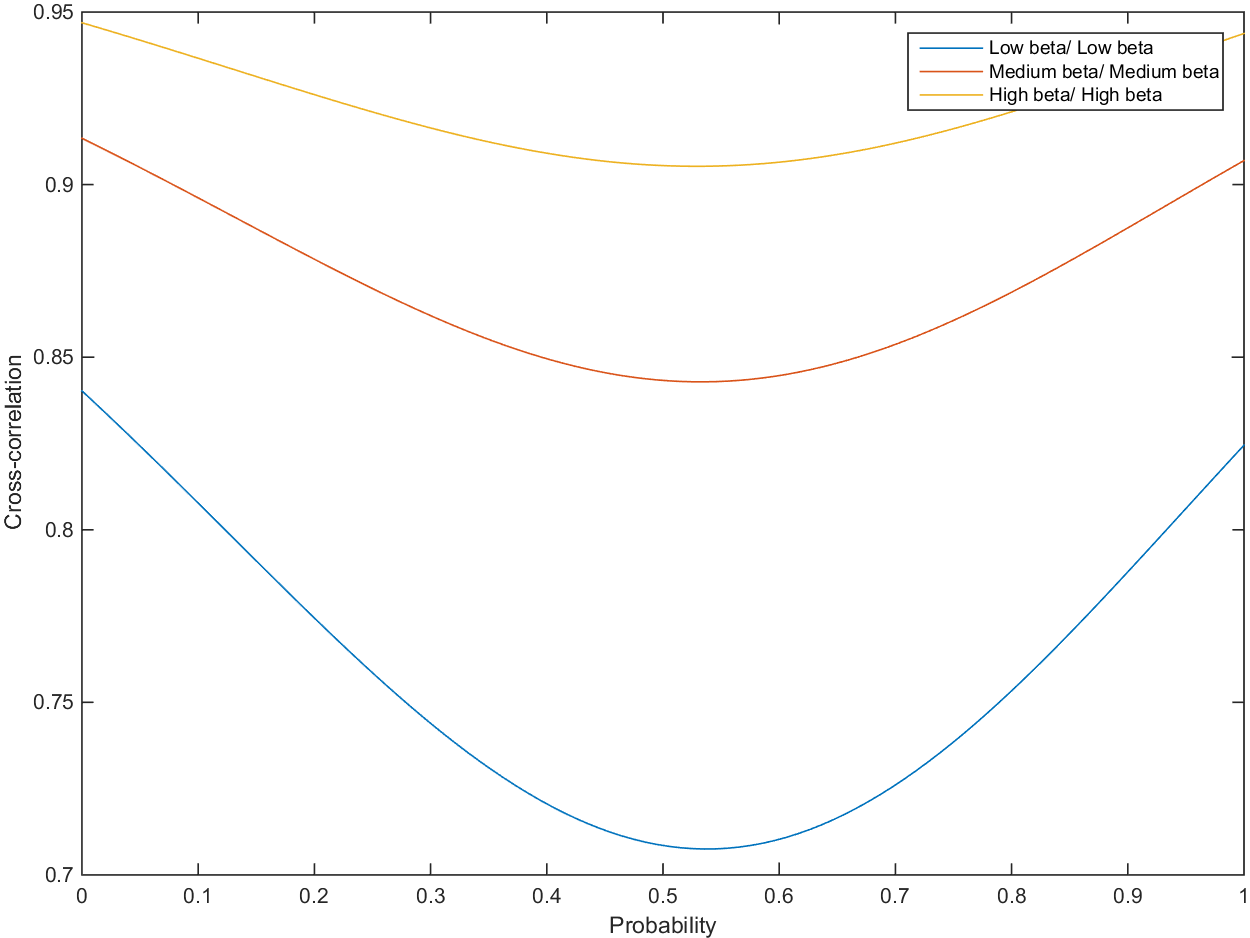 0.95
0.9
0.85
0.8
0.75
0.7
Cross-correlation
Low beta/ Low beta
Medium beta/ Medium beta
High beta/ High beta
0 0.1 0.2 0.3 0.4 0.5 0.6 0.7 0.8 0.9 1
Probability